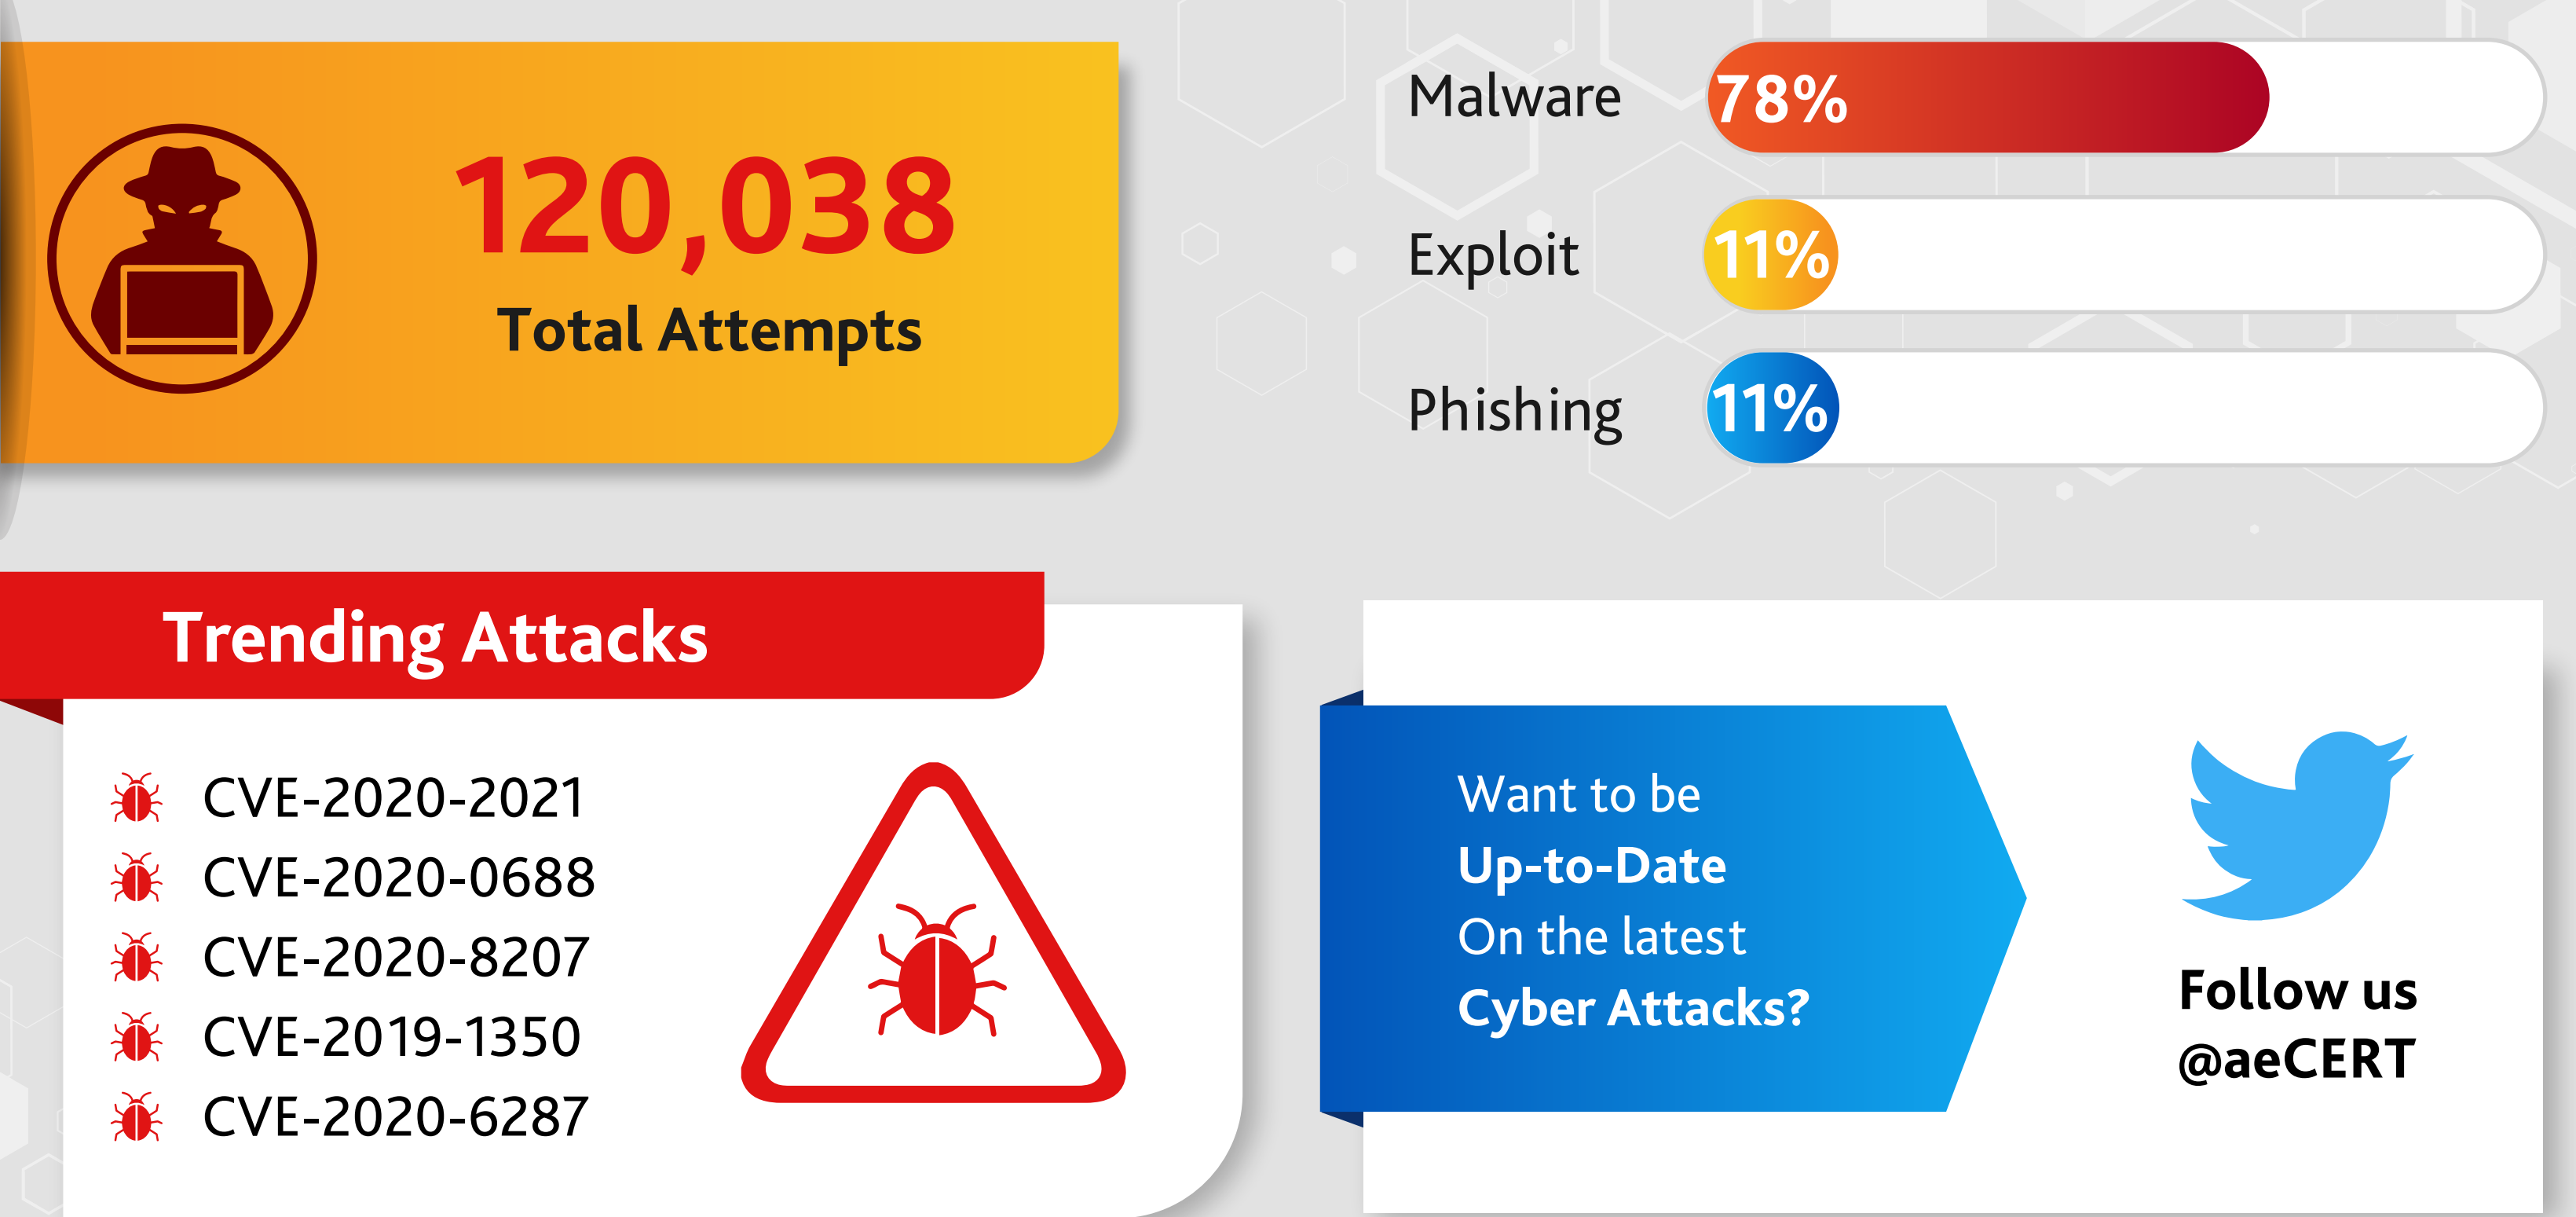 120,038
Total Attempts
Malware 78%
Exploit 11%
Phishing 11%
Trending Attacks
CVE-2020-2021
CVE-2020-0688
CVE-2020-8207
CVE-2019-1350
CVE-2020-6287
Want to be
Up-to-Date
On the latest
Cyber Attacks?
Follow us
@aeCERT